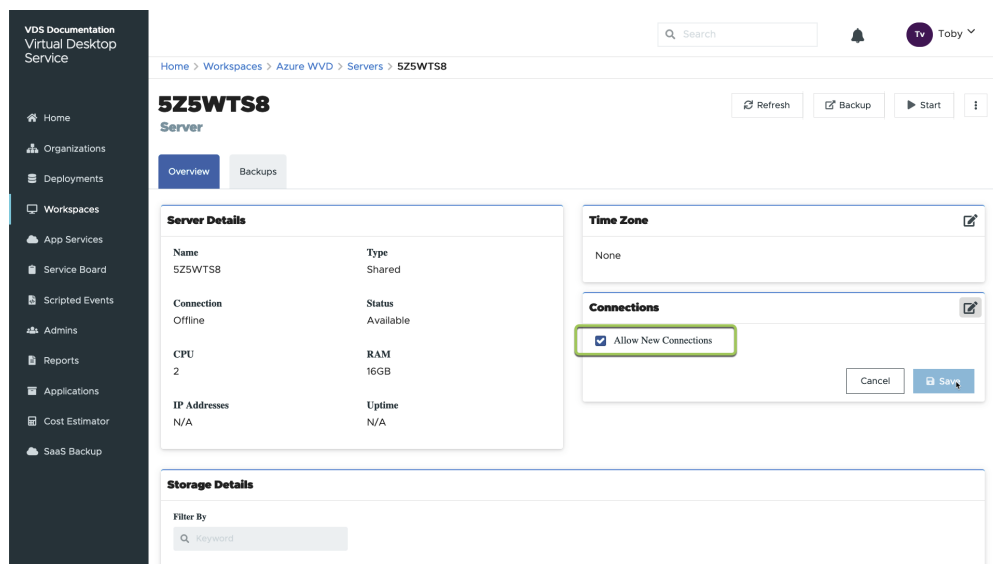 VDS Documentation
Virtual Desktop
Service
Search
Tv
Toby
Home > Workspaces > Azure WVD > Servers > 5Z5WTS8
5Z5WTS8
Server
Refresh
Backup
Start
Home
Organizations
Deployments
Workspaces
App Services
Service Board
Scripted Events
Admins
Reports
Applications
Cost Estimator
SaaS Backup
Overview
Backups
Server Details
Name
Type
5Z5WTS8
Shared
Connection
Status
Offline
Available
CPU
RAM
2
16GB
IP Addresses
Uptime
N/A
N/A
Time Zone
None
Connections
Allow New Connections
Cancel
Save
Storage Details
Filter By
Keyword